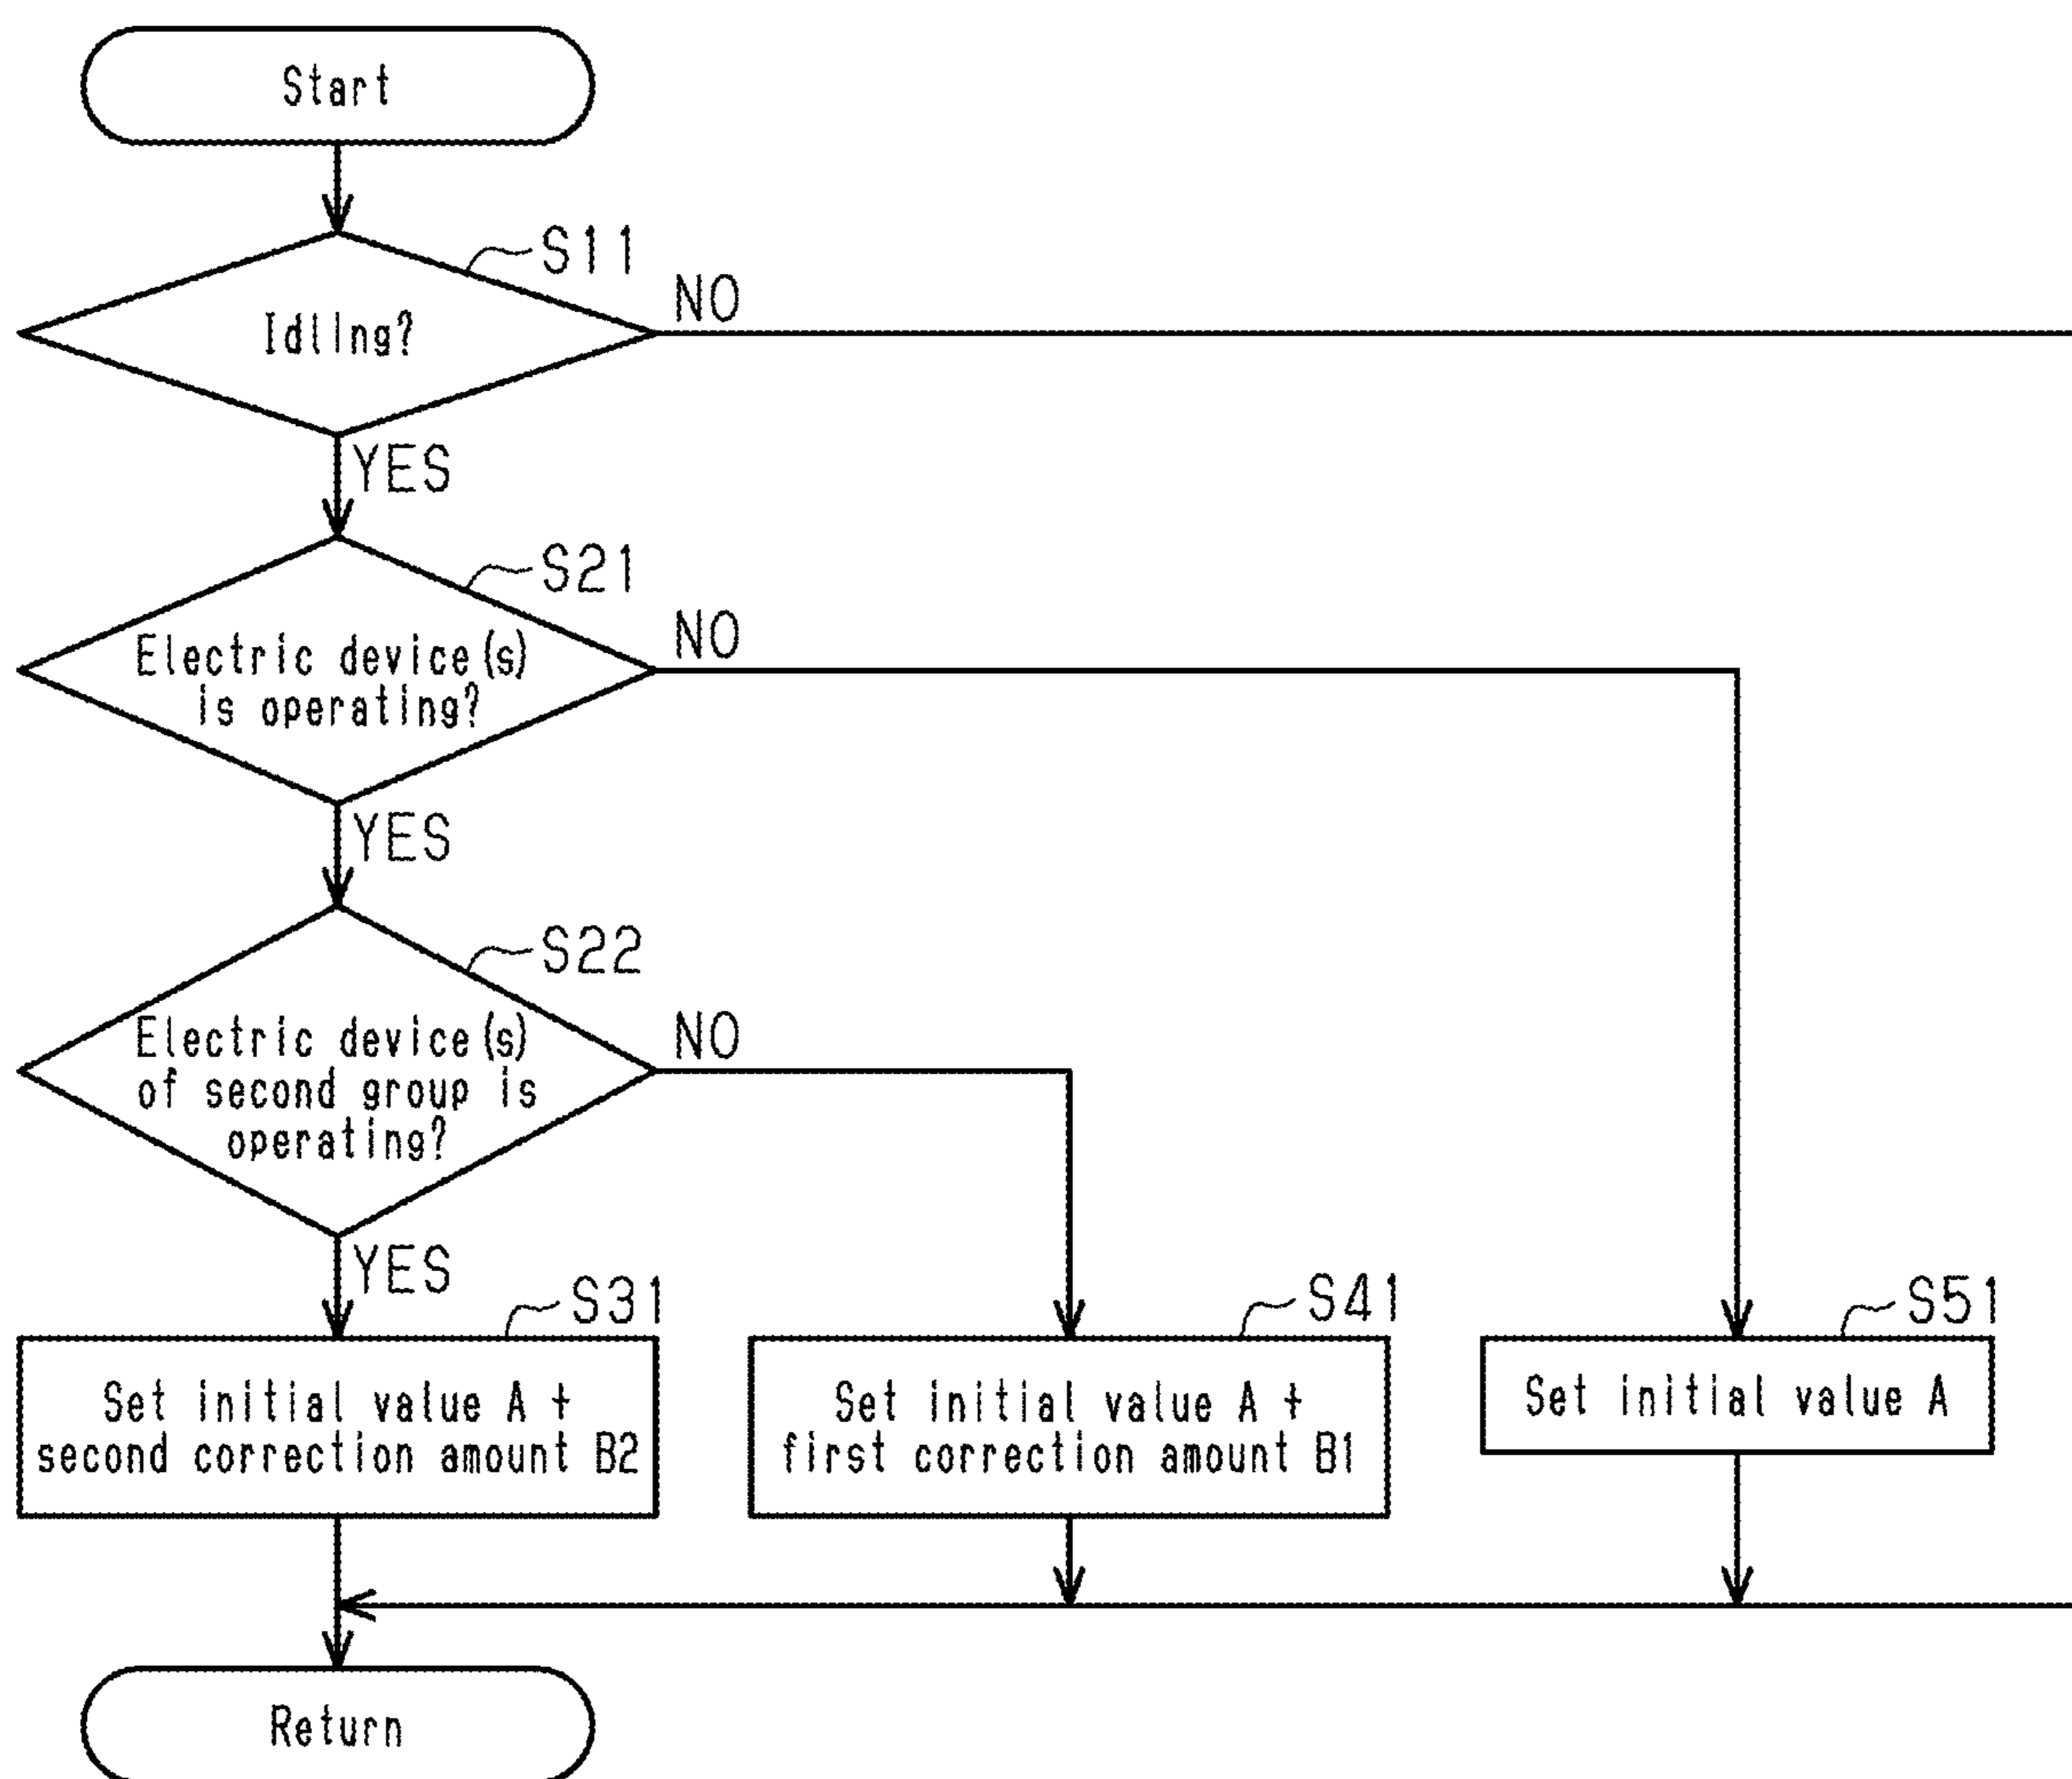 Start
S11
Idling?
NO
YES
S21
Electric device(s)
is operating?
NO
YES
S22
Electric device(s)
of second group is
operating?
NO
YES
S31
Set initial value A +
second correction amount B2
S41
Set initial value A +
first correction amount B1
S51
Set initial value A
Return